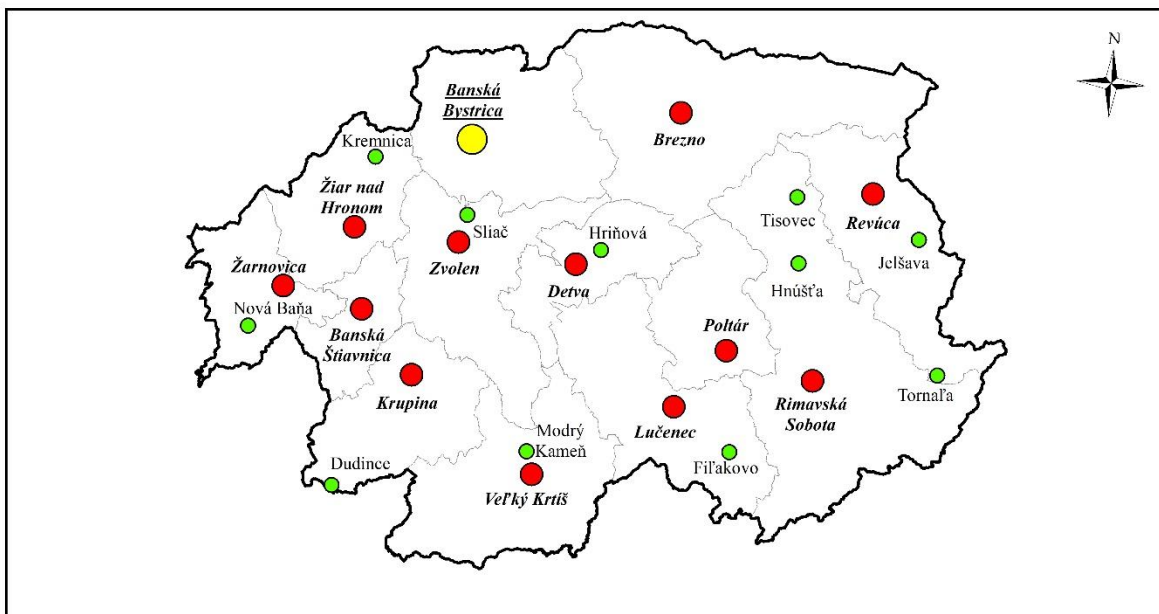 N
Banská
Bystrica
Brezno
Kremnica
Žiar nad
Hronom
Tisovec
Revúca
Sliač
Hriňová
Jelšava
Zvolen
Žarnovica
Detva
Hnúšťa
Nová Baňa
Banská
Štiavnica
Poltár
Krupina
Rimavská
Sobota
Tornaľa
Lučenec
Modrý
Kameň
Dudince
Fiľakovo
Veľký Krtíš